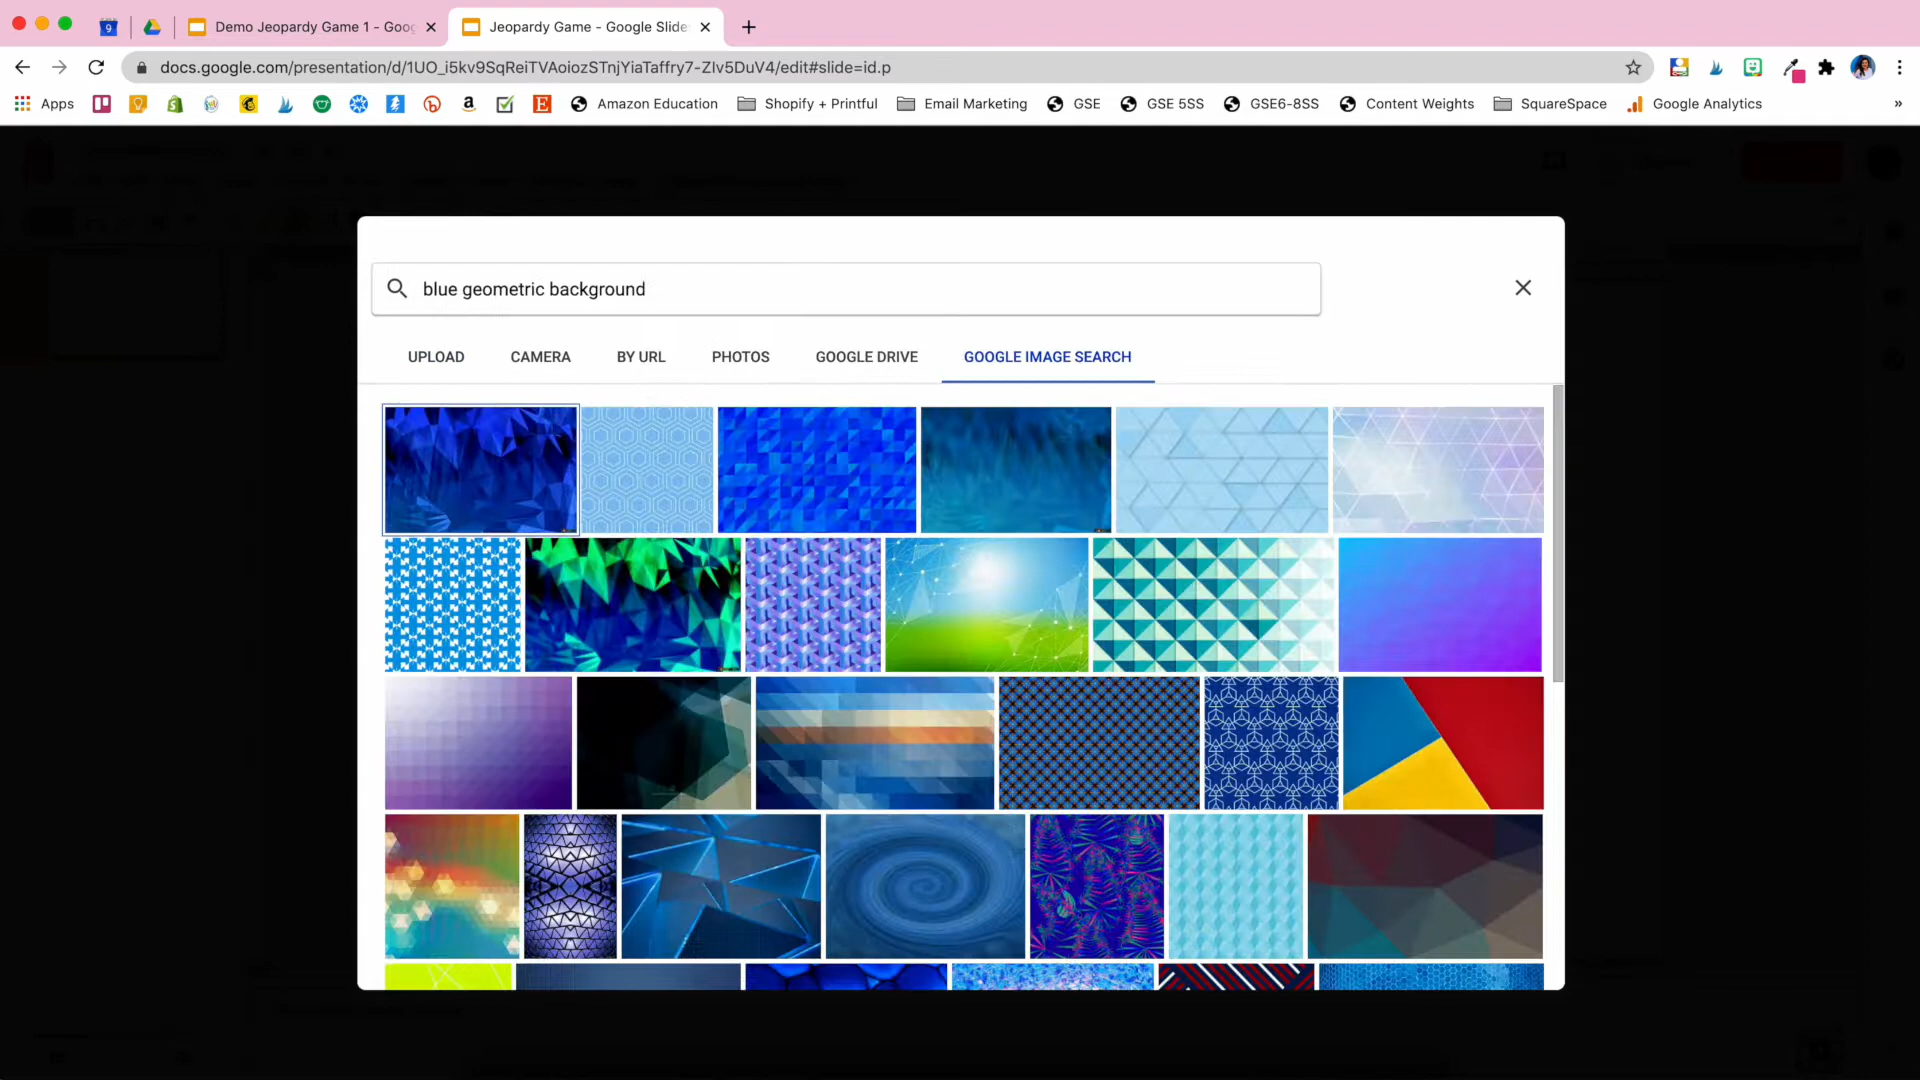 9
Demo Jeopardy Game 1 - Goog
Jeopardy Game - Google Slide
docs.google.com/presentation/d/1UO_i5kv9SqReiTVAoiozSTnjYiaTaffry7-ZIv5DuV4/edit#slide=id.p
Apps
Amazon Education
Shopify + Printful
Email Marketing
GSE
GSE 5SS
GSE6-8SS
Content Weights
SquareSpace
Google Analytics
blue geometric background
UPLOAD
CAMERA
BY URL
PHOTOS
GOOGLE DRIVE
GOOGLE IMAGE SEARCH